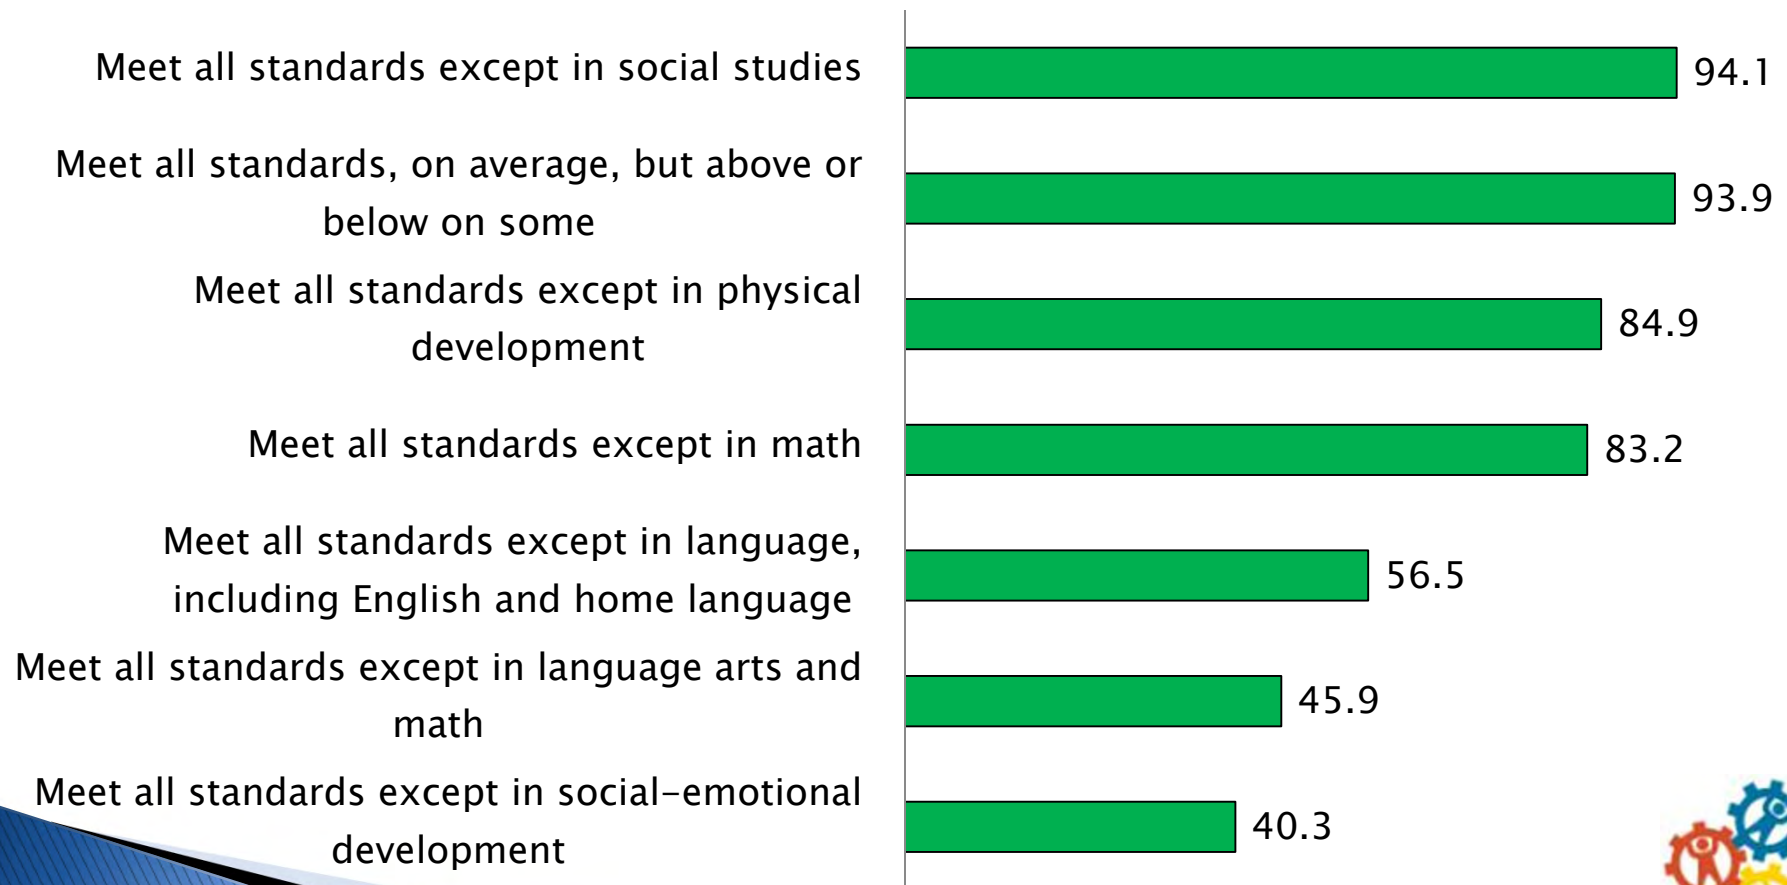 Meet all standards except in social studies
94.1
Meet all standards, on average, but above or
below on some
93.9
Meet all standards except in physical
development
84.9
Meet all standards except in math
83.2
Meet all standards except in language,
including English and home language
56.5
Meet all standards except in language arts and
math
45.9
Meet all standards except in social-emotional
development
40.3